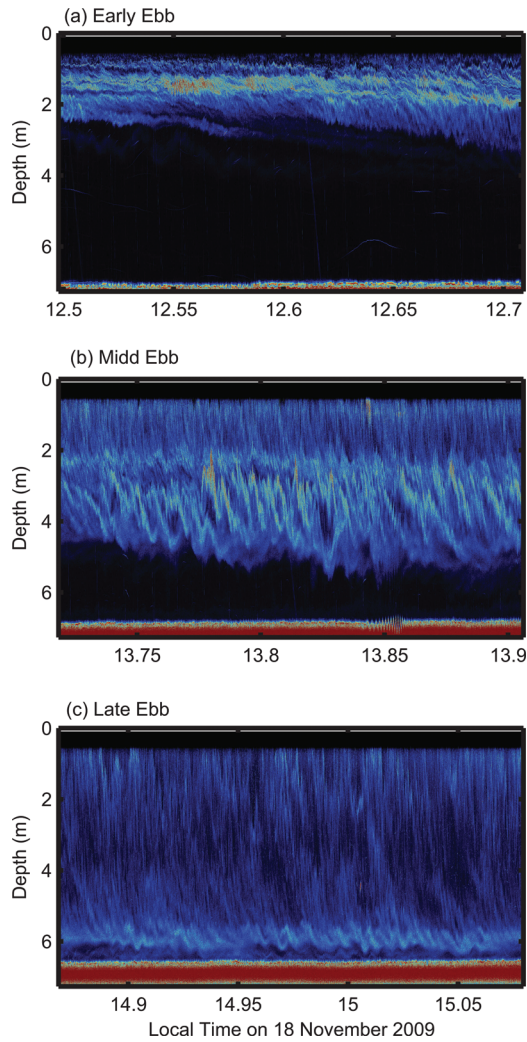 (a) Early Ebb
0
2
4
6
Depth (m)
12.5 12.55 12.6 12.65 12.7
(b) Midd Ebb
0
2
4
6
Depth (m)
13.75 13.8 13.85 13.9
(c) Late Ebb
0
2
4
6
Depth (m)
14.9 14.95 15 15.05
Local Time on 18 November 2009